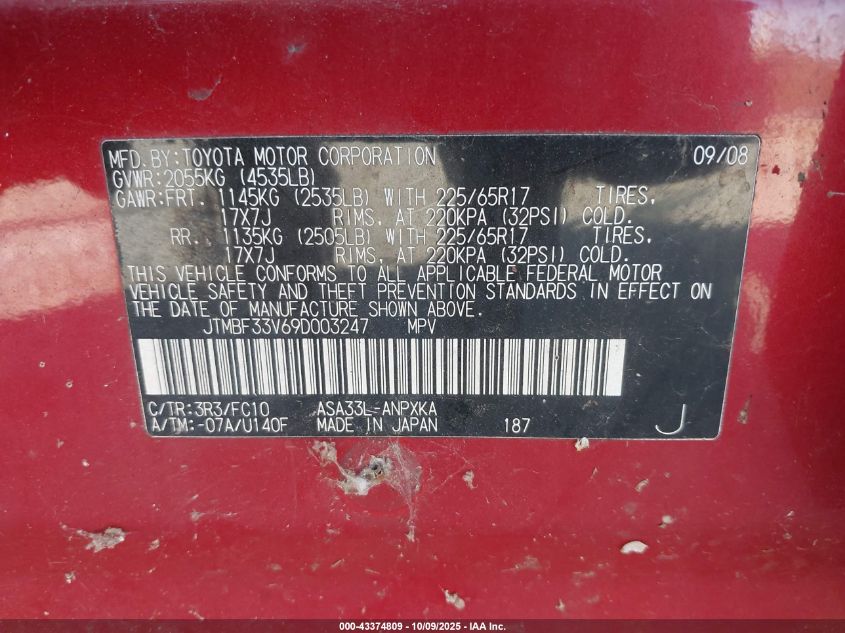 MFD.BY:TOYOTA MOTOR CORPORATION 09/08
GVWR:2055KG (4535LB)
GAWR:FRT. 1145KG (2535LB) WITH 225/65R17 TIRES,
17X7J RIMS, AT 220KPA (32PSI) COLD.
RR. 1135KG (2505LB) WITH 225/65R17 TIRES,
17X7J RIMS, AT 220KPA (32PSI) COLD.
THIS VEHICLE CONFORMS TO ALL APPLICABLE FEDERAL MOTOR
VEHICLE SAFETY AND THEFT PREVENTION STANDARDS IN EFFECT ON
THE DATE OF MANUFACTURE SHOWN ABOVE.
JTMBF33V69D003247 MPV
C/TR:3R3/FC10 ASA33L-ANPXKA
A/TM:-07A/U140F MADE IN JAPAN 187 J
000-43374809 - 10/09/2025 - IAA Inc.